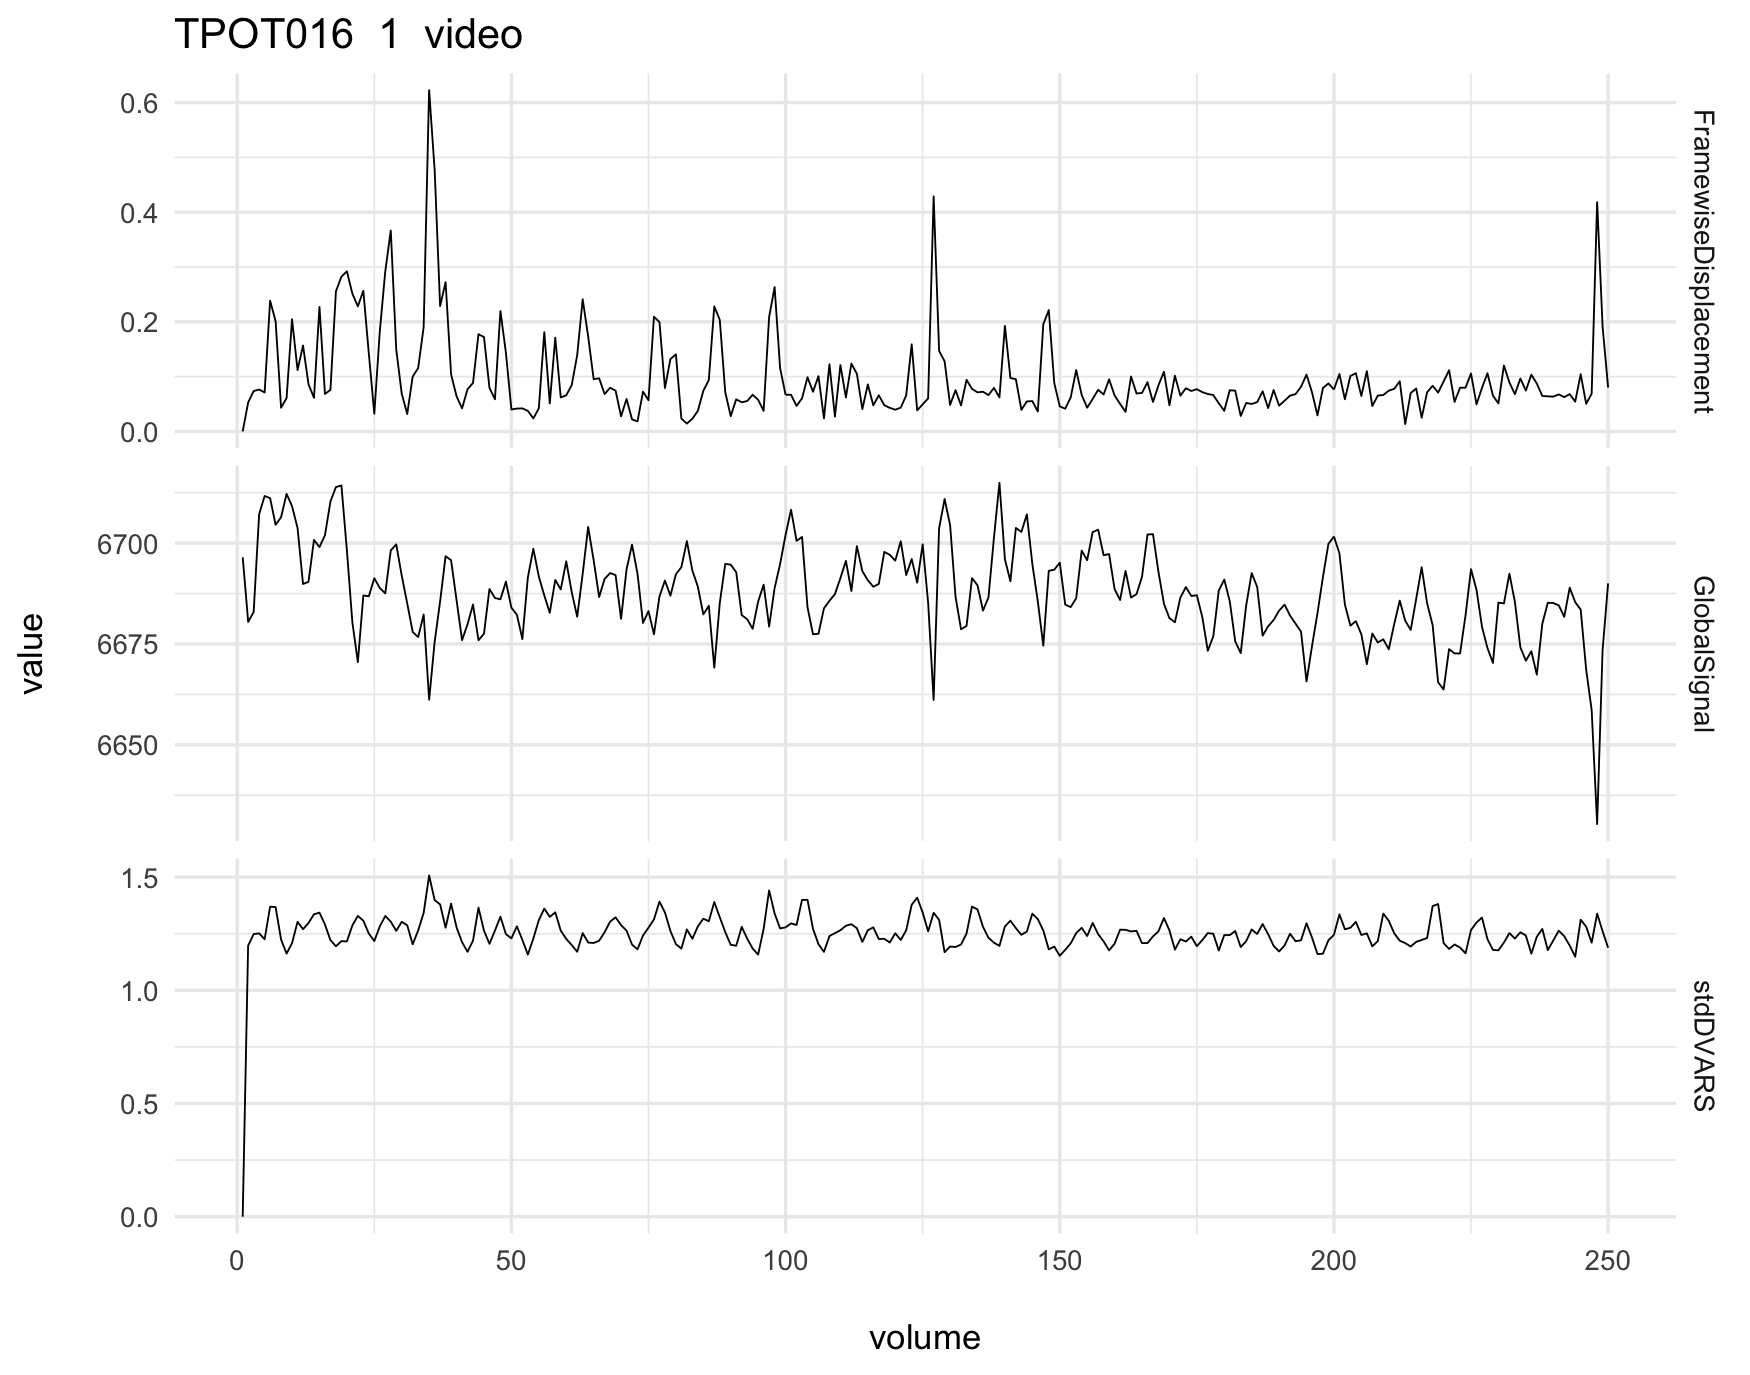 TPOT016 1 video
0.6
0.4
0.2
0.0
FramewiseDisplacement
6700
6675
6650
GlobalSignal
1.5
1.0
0.5
0.0
stdDVARS
value
0 50 100 150 200 250
volume